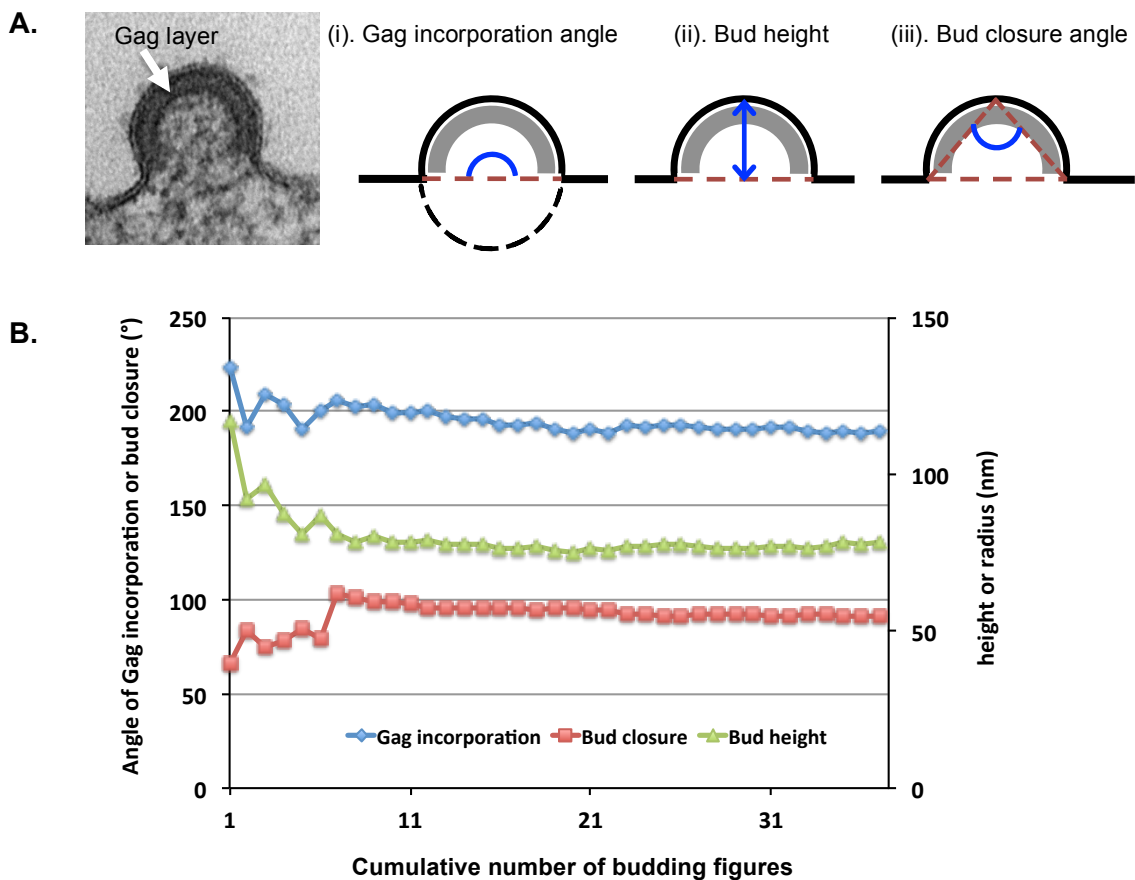 A.
Gag layer
(i). Gag incorporation angle
(ii). Bud height
(iii). Bud closure angle
B.
Angle of Gag incorporation or bud closure (°)
250
200
150
100
50
0
150
100
50
0
height or radius (nm)
Gag incorporation
Bud closure
Bud height
1
11
21
31
Cumulative number of budding figures